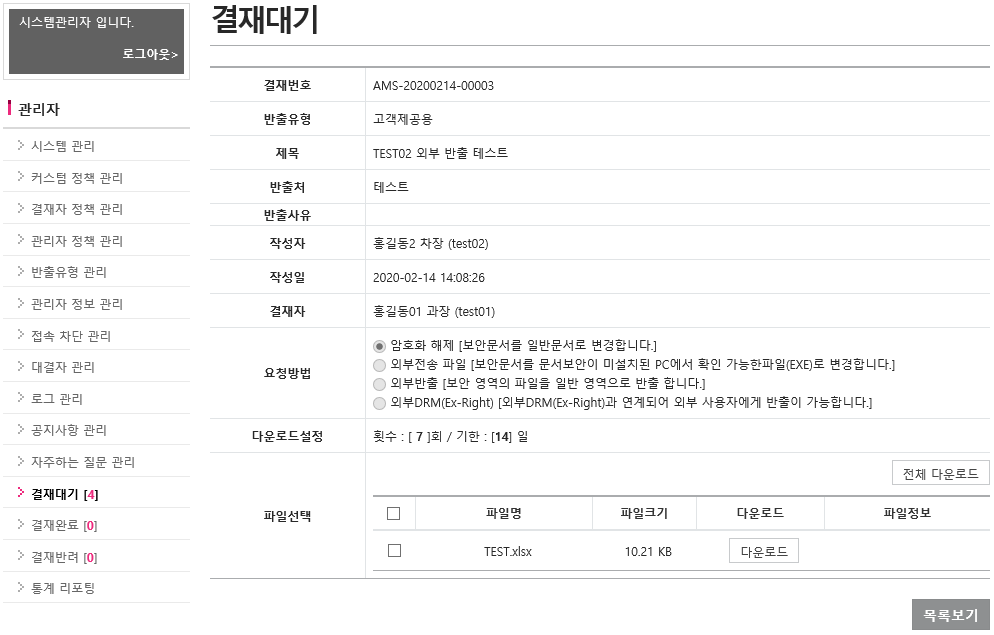 시스템관리자 입니다.
로그아웃>
관리자
시스템 관리
커스텀 정책 관리
결재자 정책 관리
관리자 정책 관리
반출유형 관리
관리자 정보 관리
접속 차단 관리
대결자 관리
로그 관리
공지사항 관리
자주하는 질문 관리
결재대기 [4]
결재완료 [0]
결재반려 [0]
통계 리포팅
결재대기
결재번호 AMS-20200214-00003
반출유형 고객제공용
제목 TEST02 외부 반출 테스트
반출처 테스트
반출사유
작성자 홍길동2 차장 (test02)
작성일 2020-02-14 14:08:26
결재자 홍길동01 과장 (test01)
요청방법
암호화 해제 [보안문서를 일반문서로 변경합니다.]
외부전송 파일 [보안문서를 문서보안이 미설치된 PC에서 확인 가능한파일(EXE)로 변경합니다.]
외부반출 [보안 영역의 파일을 일반 영역으로 반출 합니다.]
외부DRM(Ex-Right) [외부DRM(Ex-Right)과 연계되어 외부 사용자에게 반출이 가능합니다.]
다운로드설정 횟수 : [ 7 ]회 / 기한 : [14] 일
파일선택
전체 다운로드
파일명 파일크기 다운로드 파일정보
TEST.xlsx 10.21 KB 다운로드
목록보기